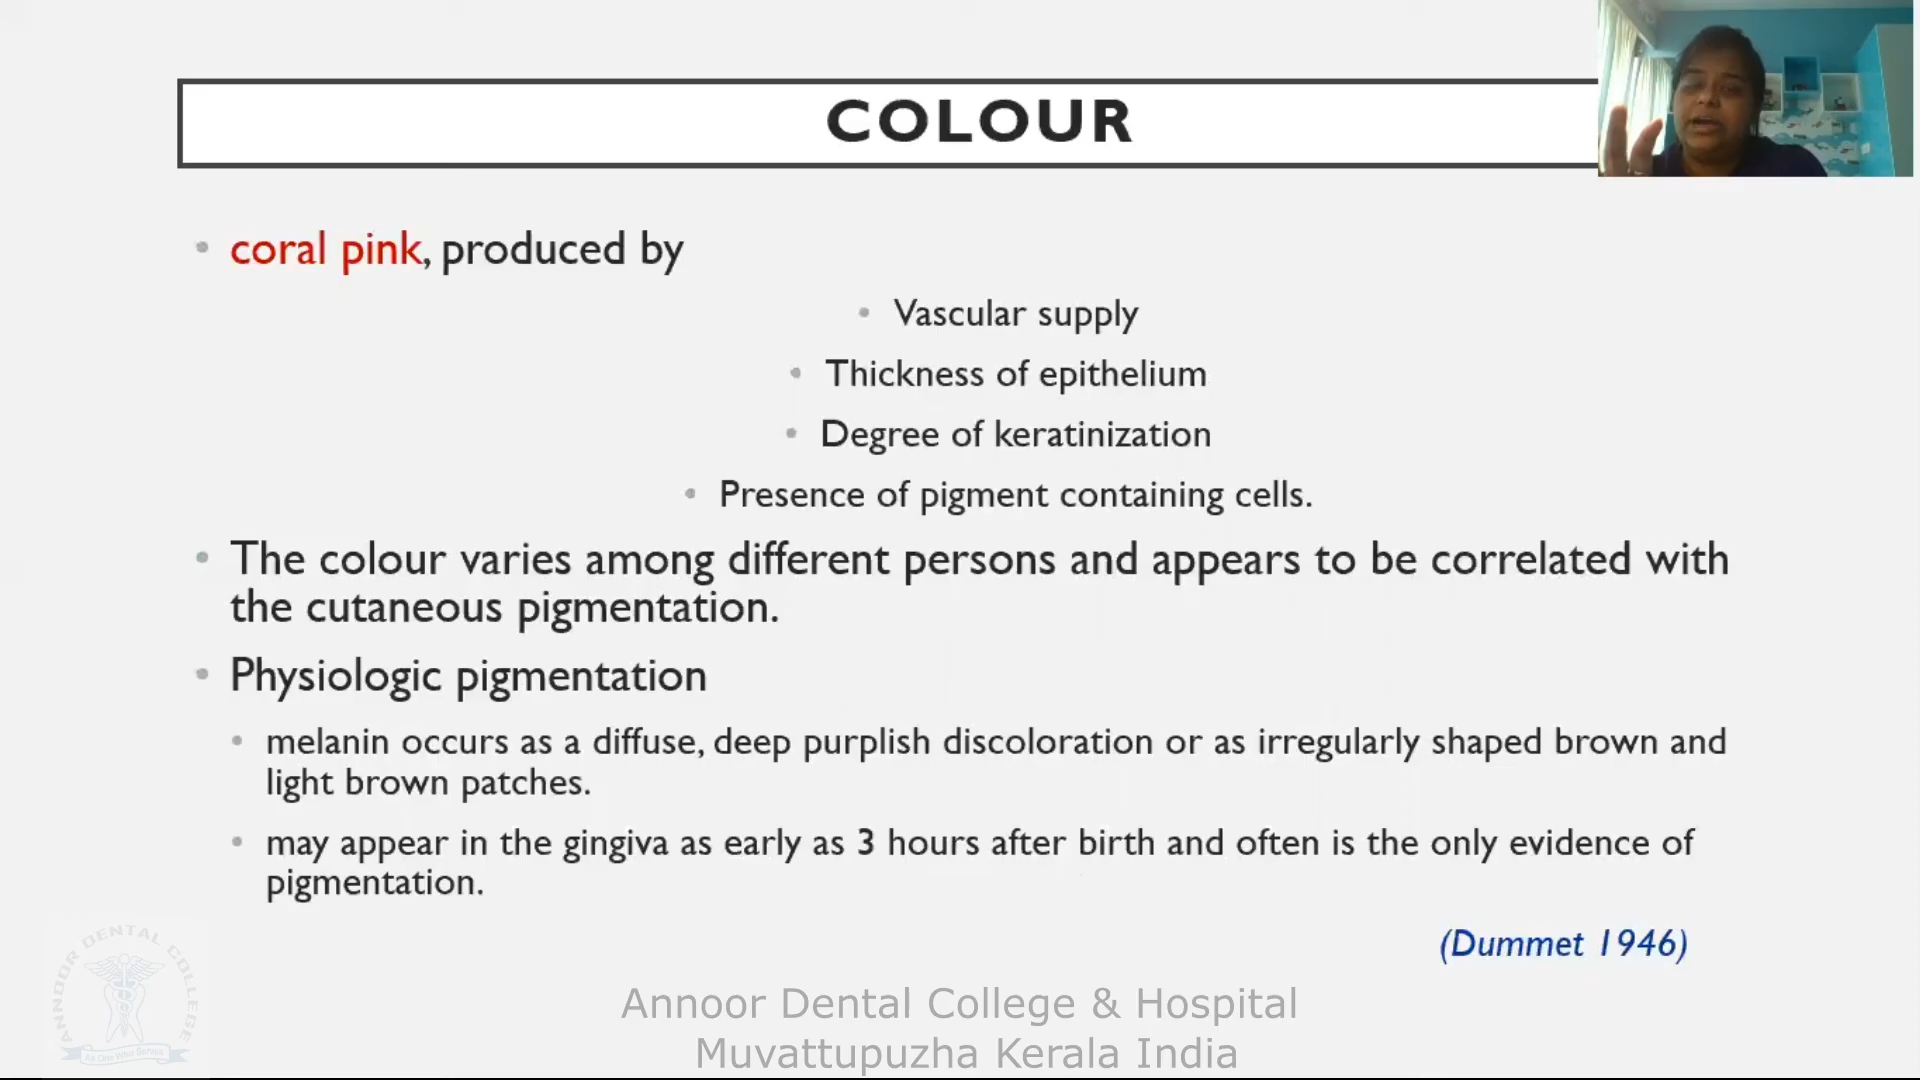 COLOUR
• coral pink, produced by
• Vascular supply
• Thickness of epithelium
• Degree of keratinization
• Presence of pigment containing cells.
• The colour varies among different persons and appears to be correlated with
the cutaneous pigmentation.
• Physiologic pigmentation
• melanin occurs as a diffuse, deep purplish discoloration or as irregularly shaped brown and
light brown patches.
• may appear in the gingiva as early as 3 hours after birth and often is the only evidence of
pigmentation.
(Dummet 1946)
ANNOOR DENTAL COLLEGE
Annoor Dental College & Hospital
Muvattupuzha Kerala India